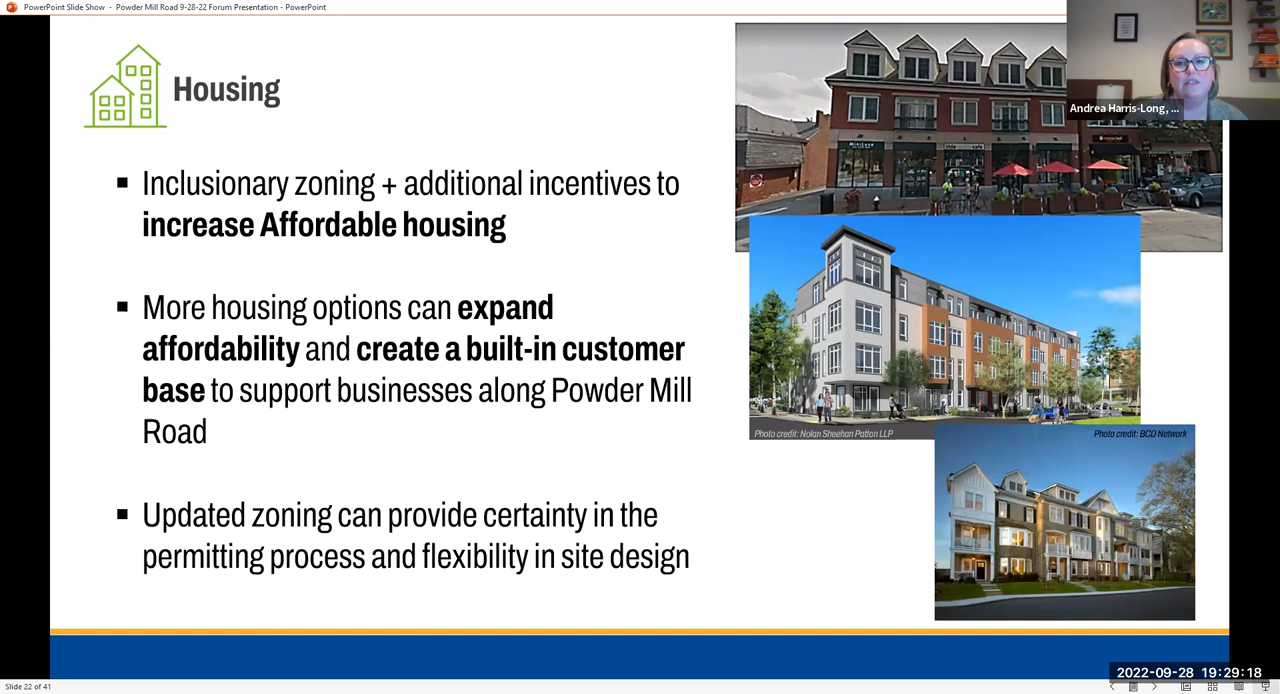 PowerPoint Slide Show - Powder Mill Road 9-28-22 Forum Presentation - PowerPoint
Andrea Harris-Long, ...
Housing
▪ Inclusionary zoning + additional incentives to
increase Affordable housing
▪ More housing options can expand
affordability and create a built-in customer
base to support businesses along Powder Mill
Road
▪ Updated zoning can provide certainty in the
permitting process and flexibility in site design
MiniLuxe
ride cafe
Photo credit: Nolan Sheehan Patton LLP
Photo credit: BCD Network
2022-09-28 19:29:18
Slide 22 of 41